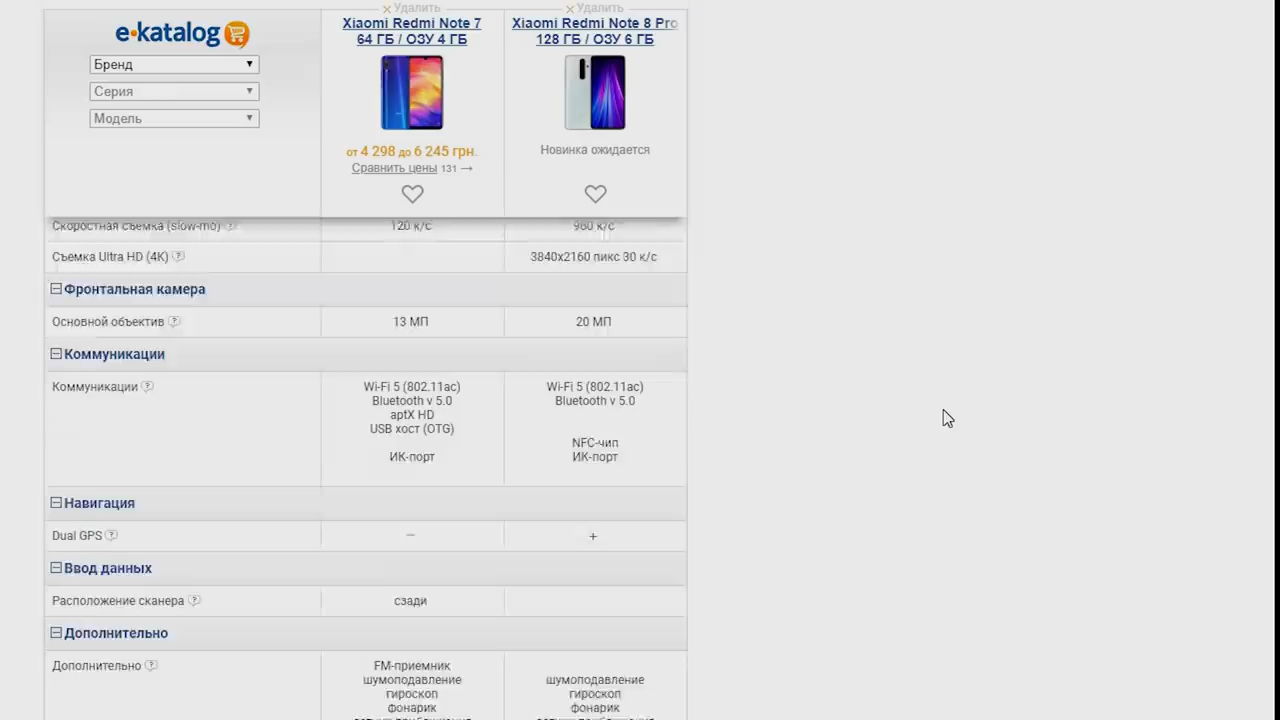 Удалить
Удалить
e·katalog
Xiaomi Redmi Note 7
64 ГБ / ОЗУ 4 ГБ
Xiaomi Redmi Note 8 Pro
128 ГБ / ОЗУ 6 ГБ
Бренд
Серия
Модель
от 4 298 до 6 245 грн.
Сравнить цены 131 →
Новинка ожидается
Скоростная съемка (slow-mo) 120 к/с 960 к/с
Съемка Ultra HD (4K) 3840x2160 пикс 30 к/с
Фронтальная камера
Основной объектив 13 МП 20 МП
Коммуникации
Коммуникации
Wi-Fi 5 (802.11ac)
Bluetooth v 5.0
aptX HD
USB хост (OTG)
ИК-порт
Wi-Fi 5 (802.11ac)
Bluetooth v 5.0
NFC-чип
ИК-порт
Навигация
Dual GPS — +
Ввод данных
Расположение сканера сзади
Дополнительно
Дополнительно
FM-приемник
шумоподавление
гироскоп
фонарик
шумоподавление
гироскоп
фонарик